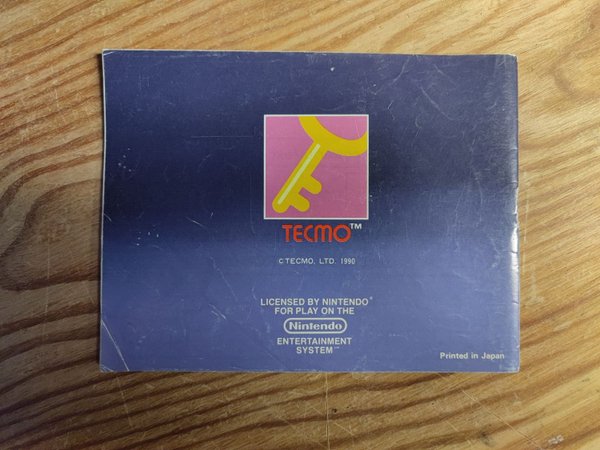 TECMO™
© TECMO, LTD. 1990
LICENSED BY NINTENDO®
FOR PLAY ON THE
Nintendo
ENTERTAINMENT
SYSTEM™
Printed in Japan